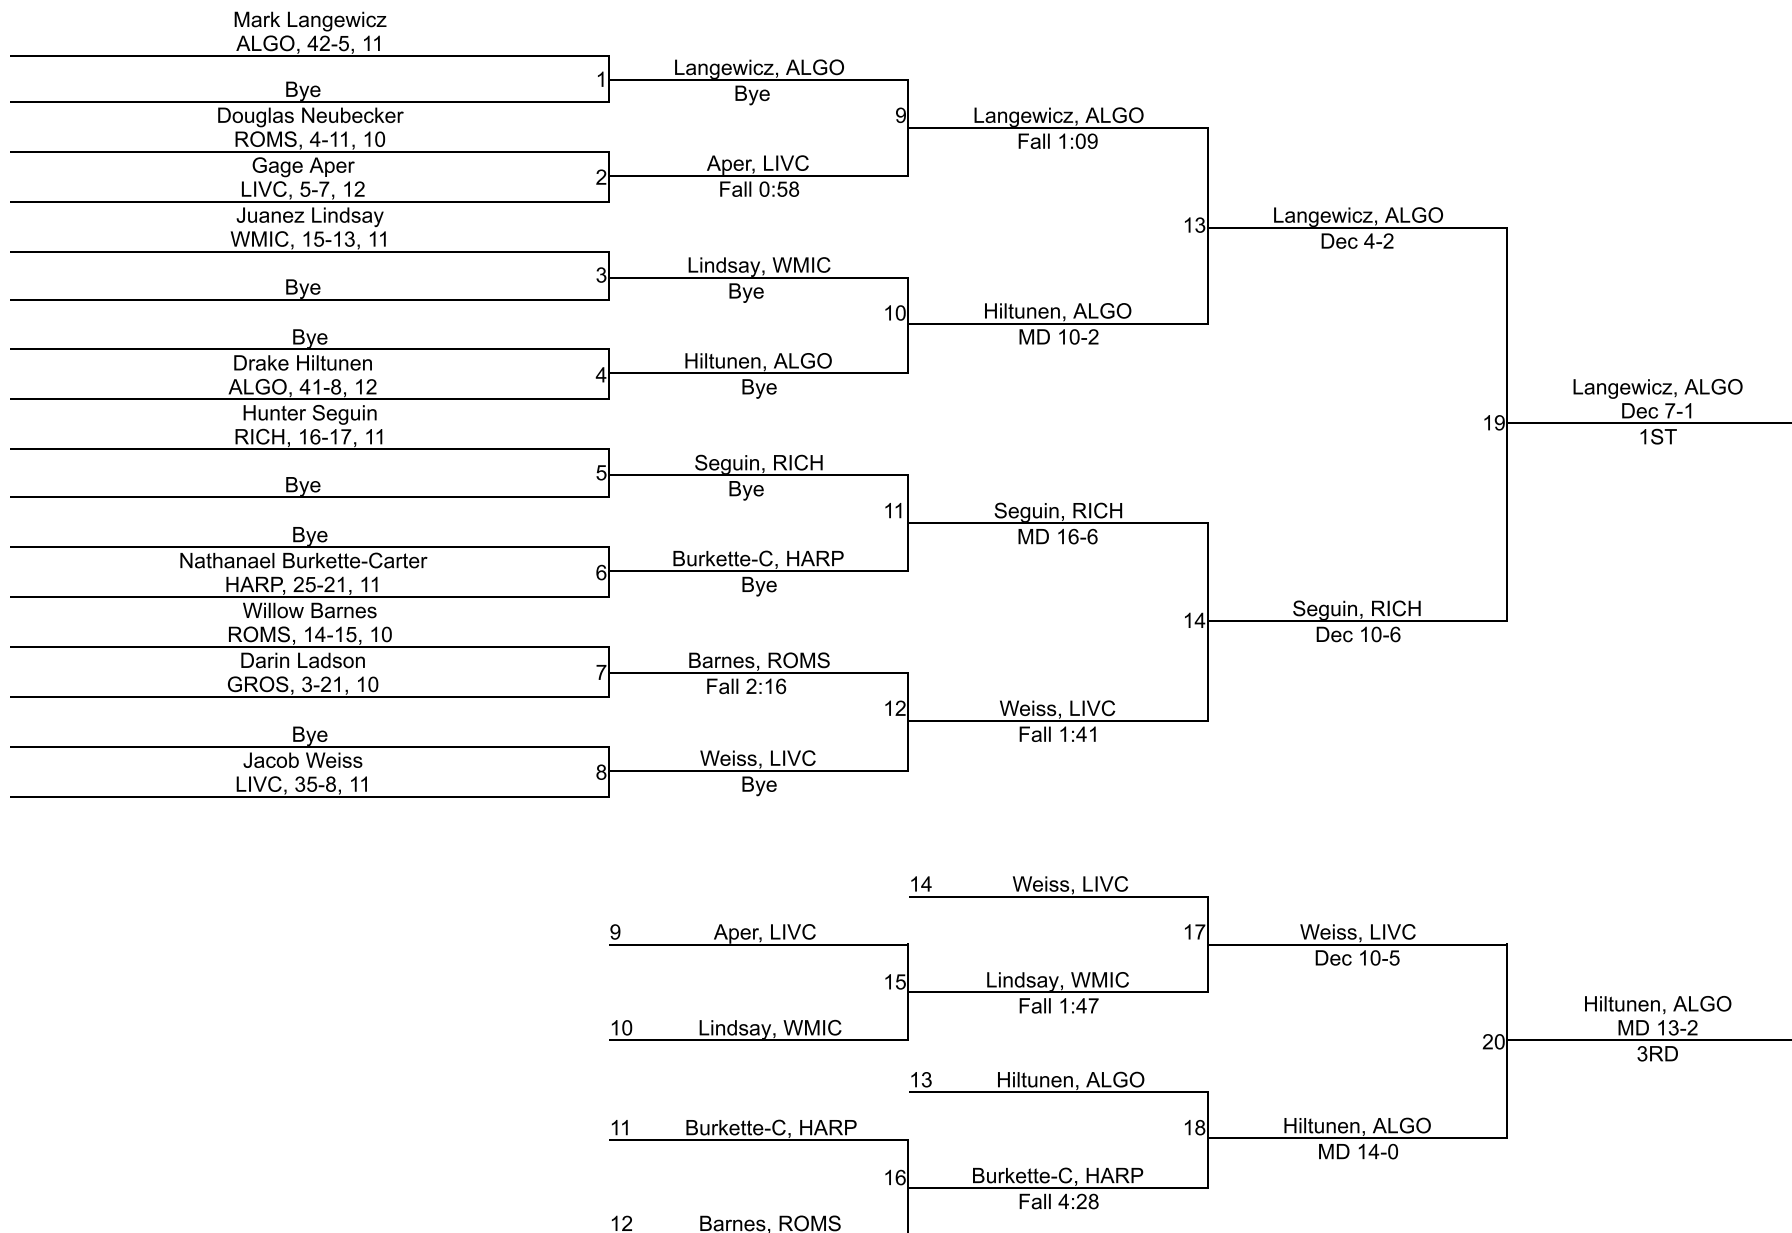 Mark Langewicz
ALGO, 42-5, 11
Bye
Douglas Neubecker
ROMS, 4-11, 10
Gage Aper
LIVC, 5-7, 12
Juanez Lindsay
WMIC, 15-13, 11
Bye
Bye
Drake Hiltunen
ALGO, 41-8, 12
Hunter Seguin
RICH, 16-17, 11
Bye
Bye
Nathanael Burkette-Carter
HARP, 25-21, 11
Willow Barnes
ROMS, 14-15, 10
Darin Ladson
GROS, 3-21, 10
Bye
Jacob Weiss
LIVC, 35-8, 11
1
Langewicz, ALGO
Bye
2
Aper, LIVC
Fall 0:58
3
Lindsay, WMIC
Bye
4
Hiltunen, ALGO
Bye
5
Seguin, RICH
Bye
6
Burkette-C, HARP
Bye
7
Barnes, ROMS
Fall 2:16
8
Weiss, LIVC
Bye
9
Langewicz, ALGO
Fall 1:09
10
Hiltunen, ALGO
MD 10-2
11
Seguin, RICH
MD 16-6
12
Weiss, LIVC
Fall 1:41
13
Langewicz, ALGO
Dec 4-2
14
Seguin, RICH
Dec 10-6
19
Langewicz, ALGO
Dec 7-1
1ST
14 Weiss, LIVC
9 Aper, LIVC
15
Lindsay, WMIC
Fall 1:47
10 Lindsay, WMIC
17
Weiss, LIVC
Dec 10-5
13 Hiltunen, ALGO
11 Burkette-C, HARP
16
Burkette-C, HARP
Fall 4:28
12 Barnes, ROMS
18
Hiltunen, ALGO
MD 14-0
20
Hiltunen, ALGO
MD 13-2
3RD